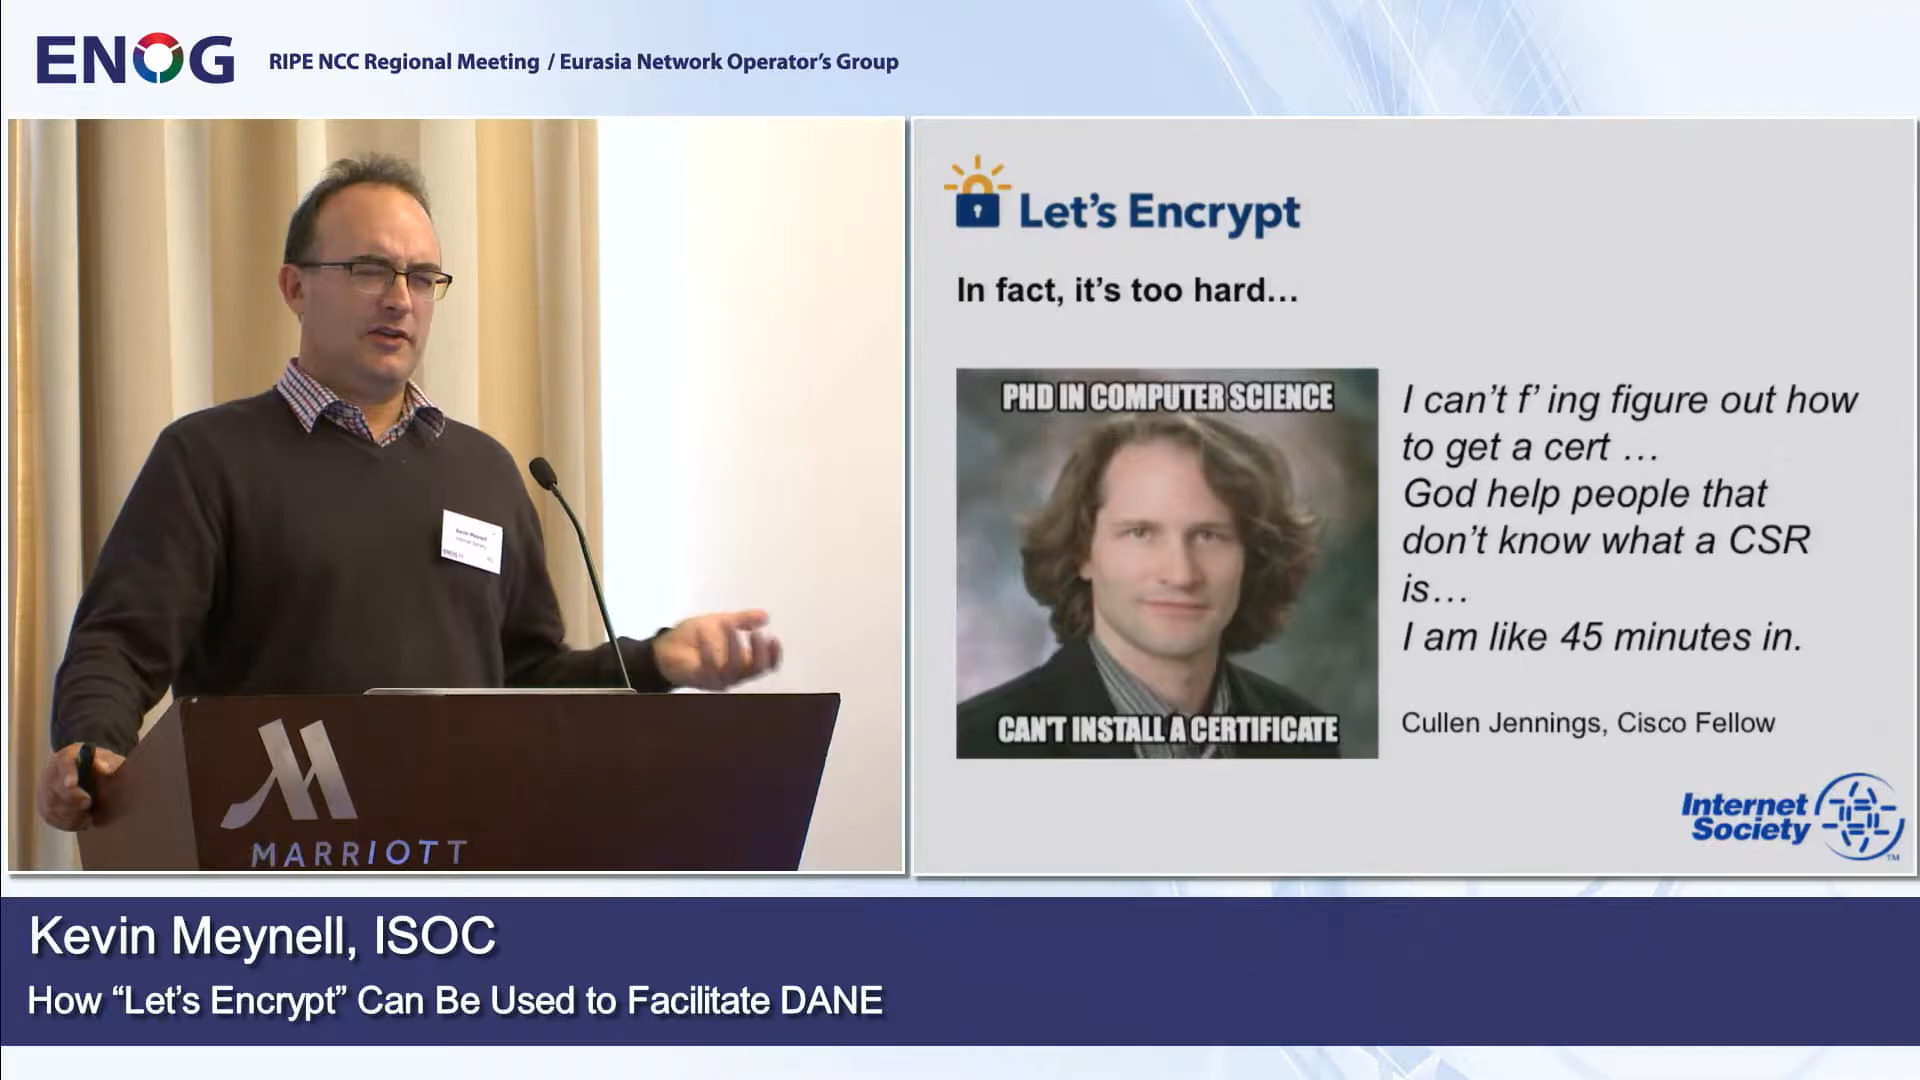 ENOG
RIPE NCC Regional Meeting / Eurasia Network Operator's Group
Kevin Meynell
MARRIOTT
Let's Encrypt
In fact, it's too hard…
PHD IN COMPUTER SCIENCE
CAN'T INSTALL A CERTIFICATE
I can't f' ing figure out how
to get a cert …
God help people that
don't know what a CSR
is…
I am like 45 minutes in.
Cullen Jennings, Cisco Fellow
Internet
Society
TM
Kevin Meynell, ISOC
How “Let's Encrypt” Can Be Used to Facilitate DANE